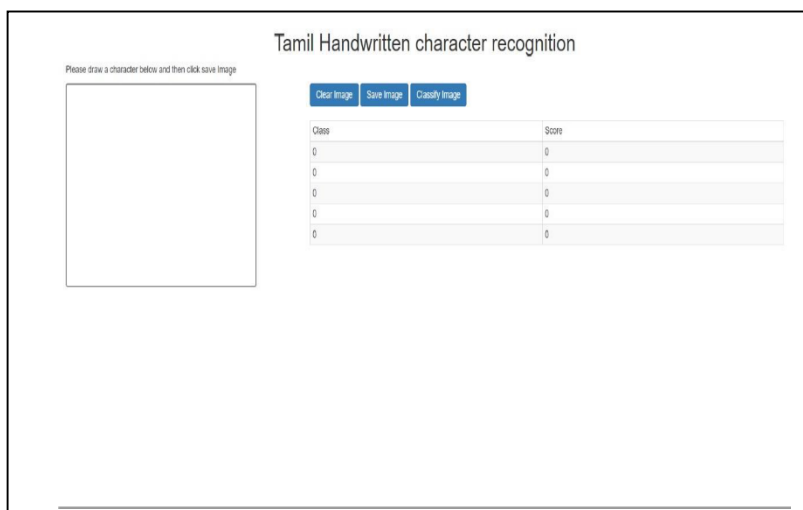 Tamil Handwritten character recognition
Please draw a character below and then click save Image
Clear Image Save Image Classify Image
Class Score
0 0
0 0
0 0
0 0
0 0